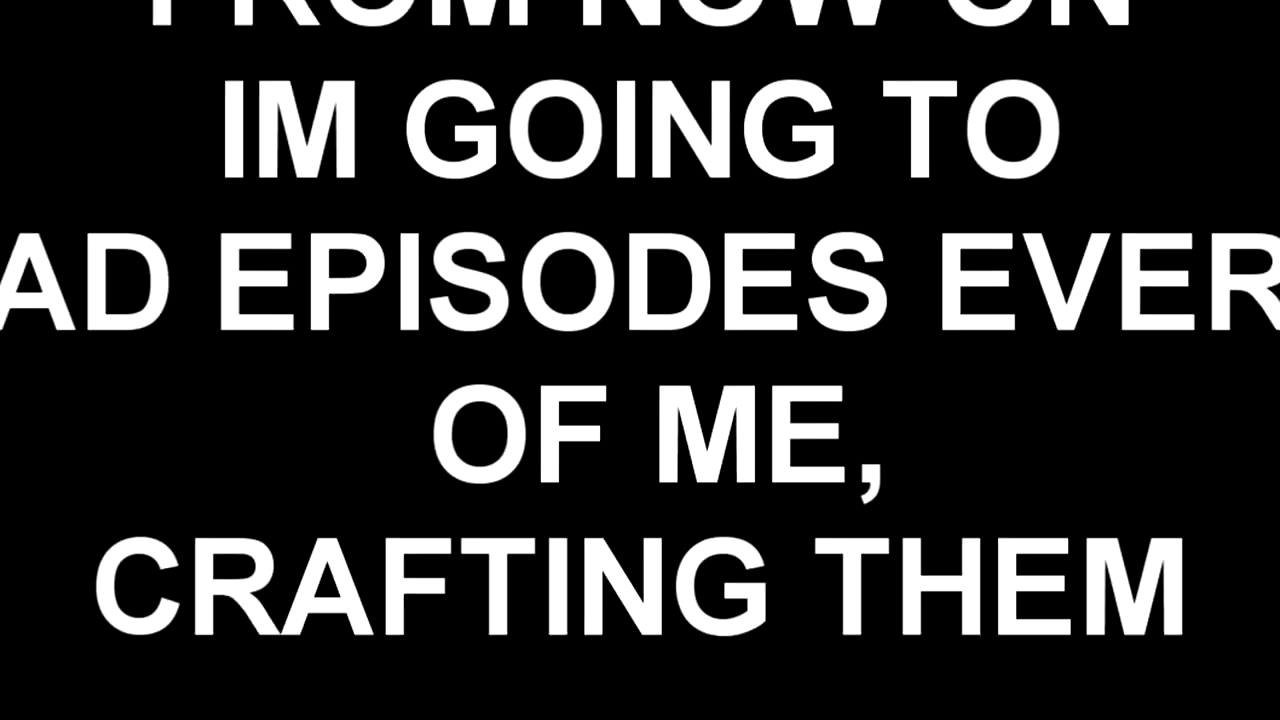 FROM NOW ON
IM GOING TO
AD EPISODES EVER
OF ME,
CRAFTING THEM